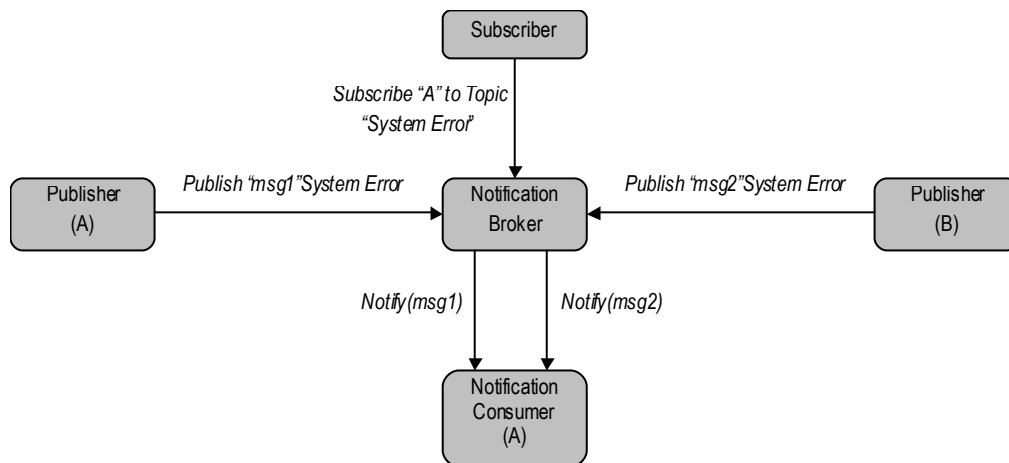 Subscriber
Subscribe “A” to Topic
“System Error”
Publisher
(A)
Publish “msg1”System Error
Notification
Broker
Publish “msg2”System Error
Publisher
(B)
Notify(msg1)
Notify(msg2)
Notification
Consumer
(A)